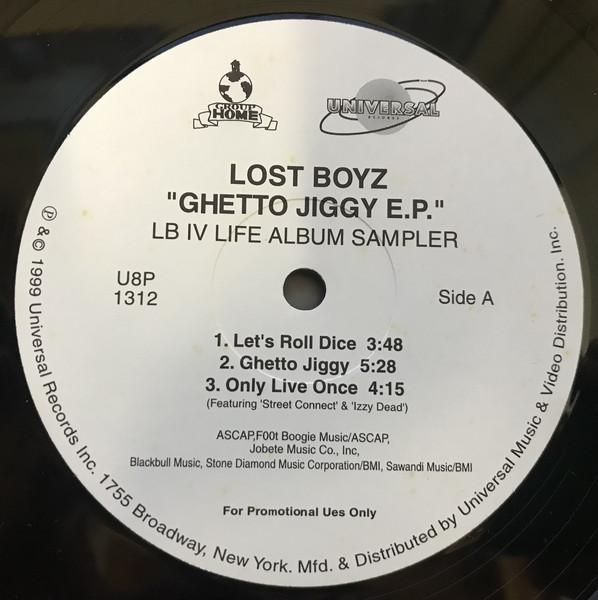 GROUP
HOME
UNIVERSAL
RECORDS
LOST BOYZ
"GHETTO JIGGY E.P."
LB IV LIFE ALBUM SAMPLER
U8P
1312
Side A
1. Let's Roll Dice 3:48
2. Ghetto Jiggy 5:28
3. Only Live Once 4:15
(Featuring 'Street Connect' & 'Izzy Dead')
ASCAP,F00t Boogie Music/ASCAP,
Jobete Music Co., Inc,
Blackbull Music, Stone Diamond Music Corporation/BMI, Sawandi Music/BMI
For Promotional Ues Only
℗ & © 1999 Universal Records Inc. 1755 Broadway, New York. Mfd. & Distributed by Universal Music & Video Distribution. Inc.